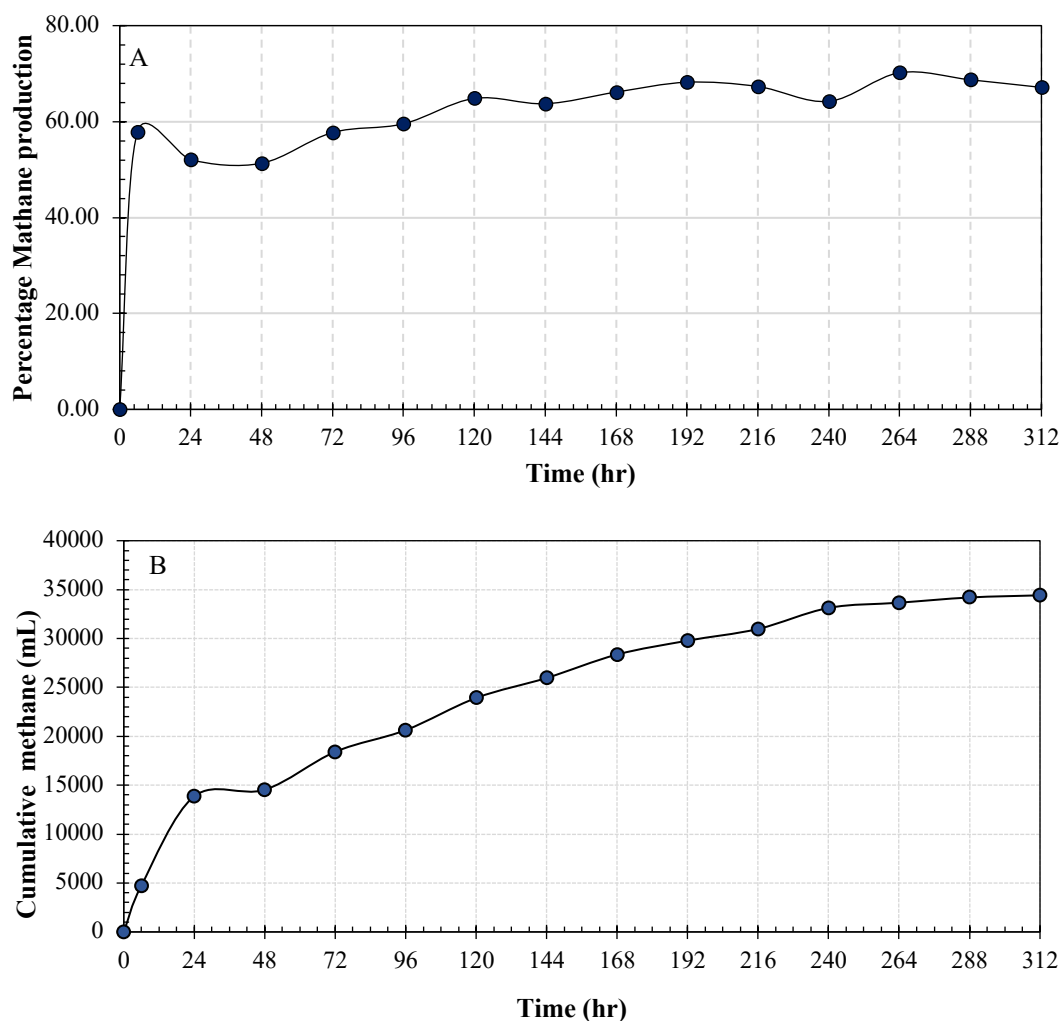 A
Percentage Mathane production
80.00
60.00
40.00
20.00
0.00
0 24 48 72 96 120 144 168 192 216 240 264 288 312
Time (hr)
B
Cumulative methane (mL)
40000
35000
30000
25000
20000
15000
10000
5000
0
0 24 48 72 96 120 144 168 192 216 240 264 288 312
Time (hr)